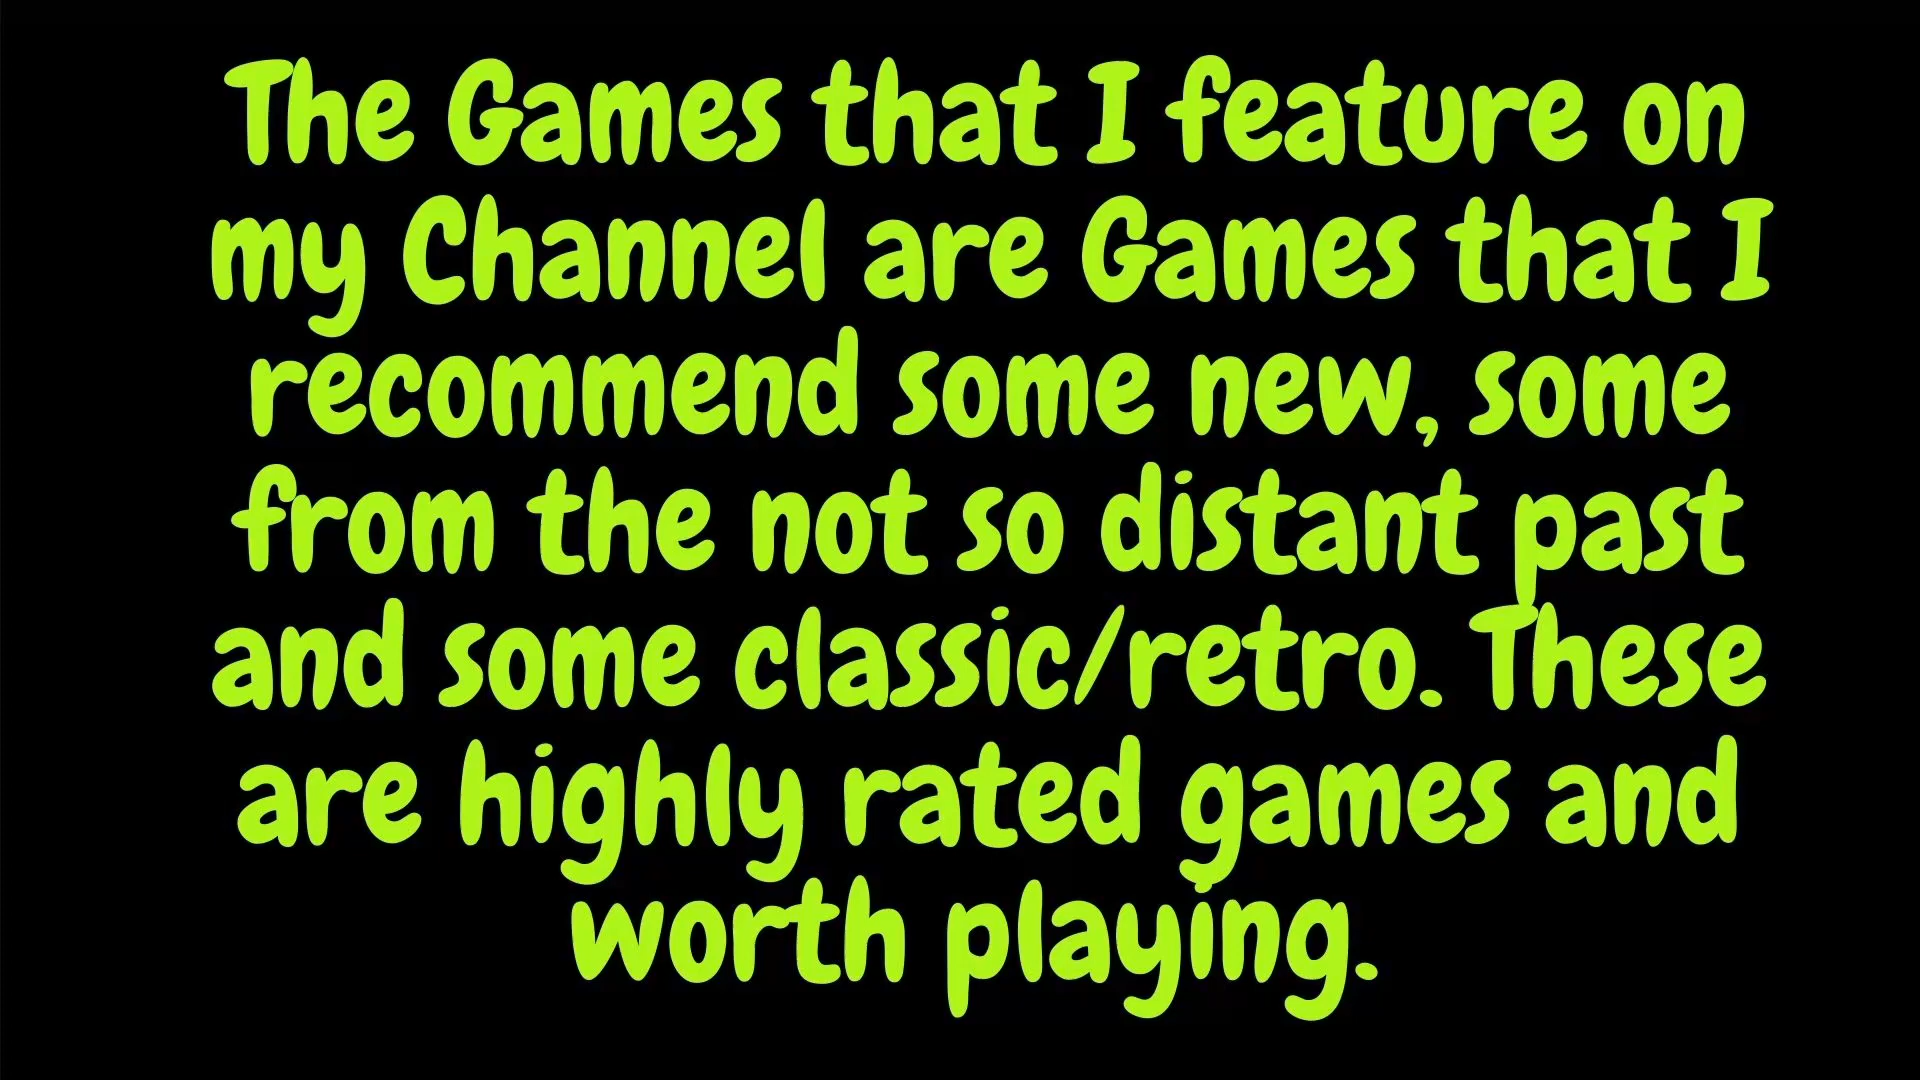 The Games that I feature on
my Channel are Games that I
recommend some new, some
from the not so distant past
and some classic/retro. These
are highly rated games and
worth playing.